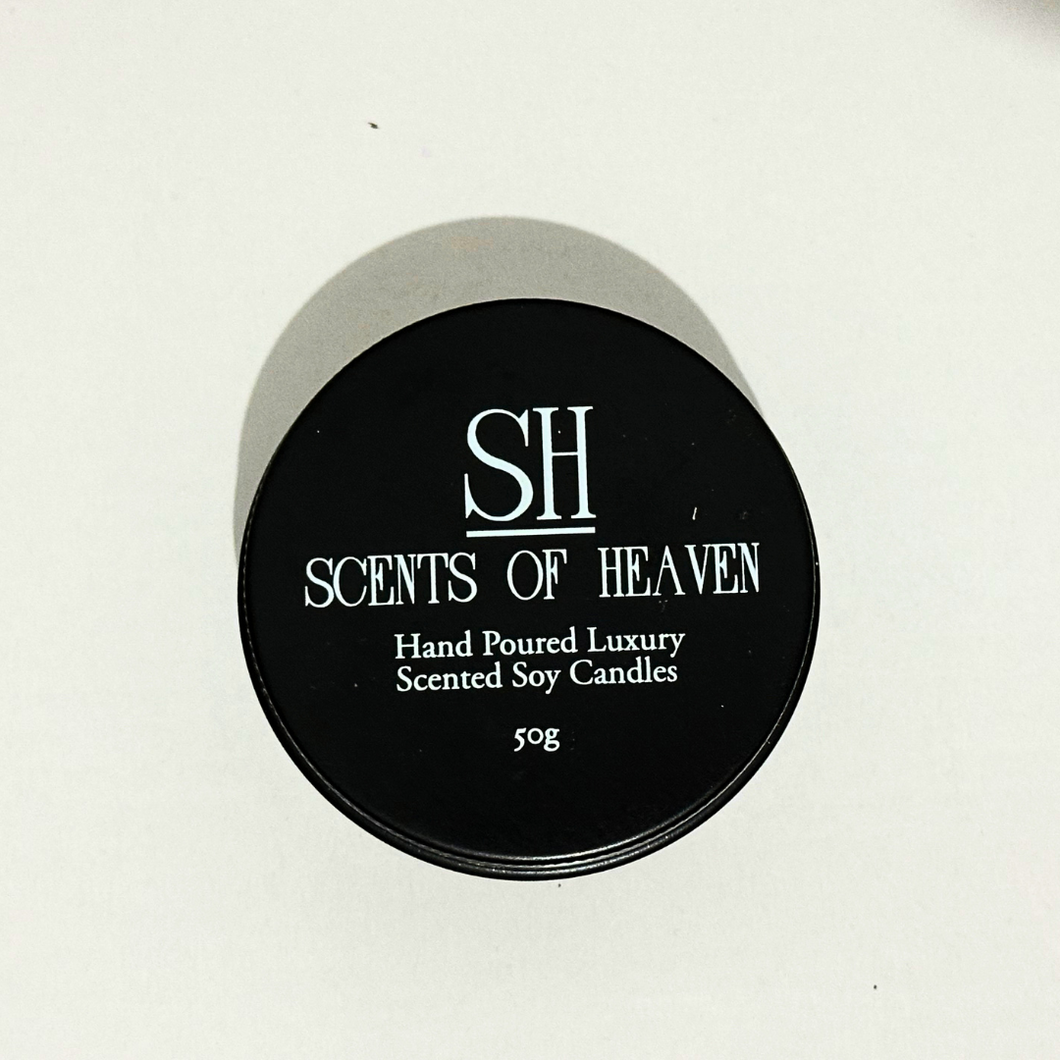 SH
SCENTS OF HEAVEN
Hand Poured Luxury
Scented Soy Candles
50g